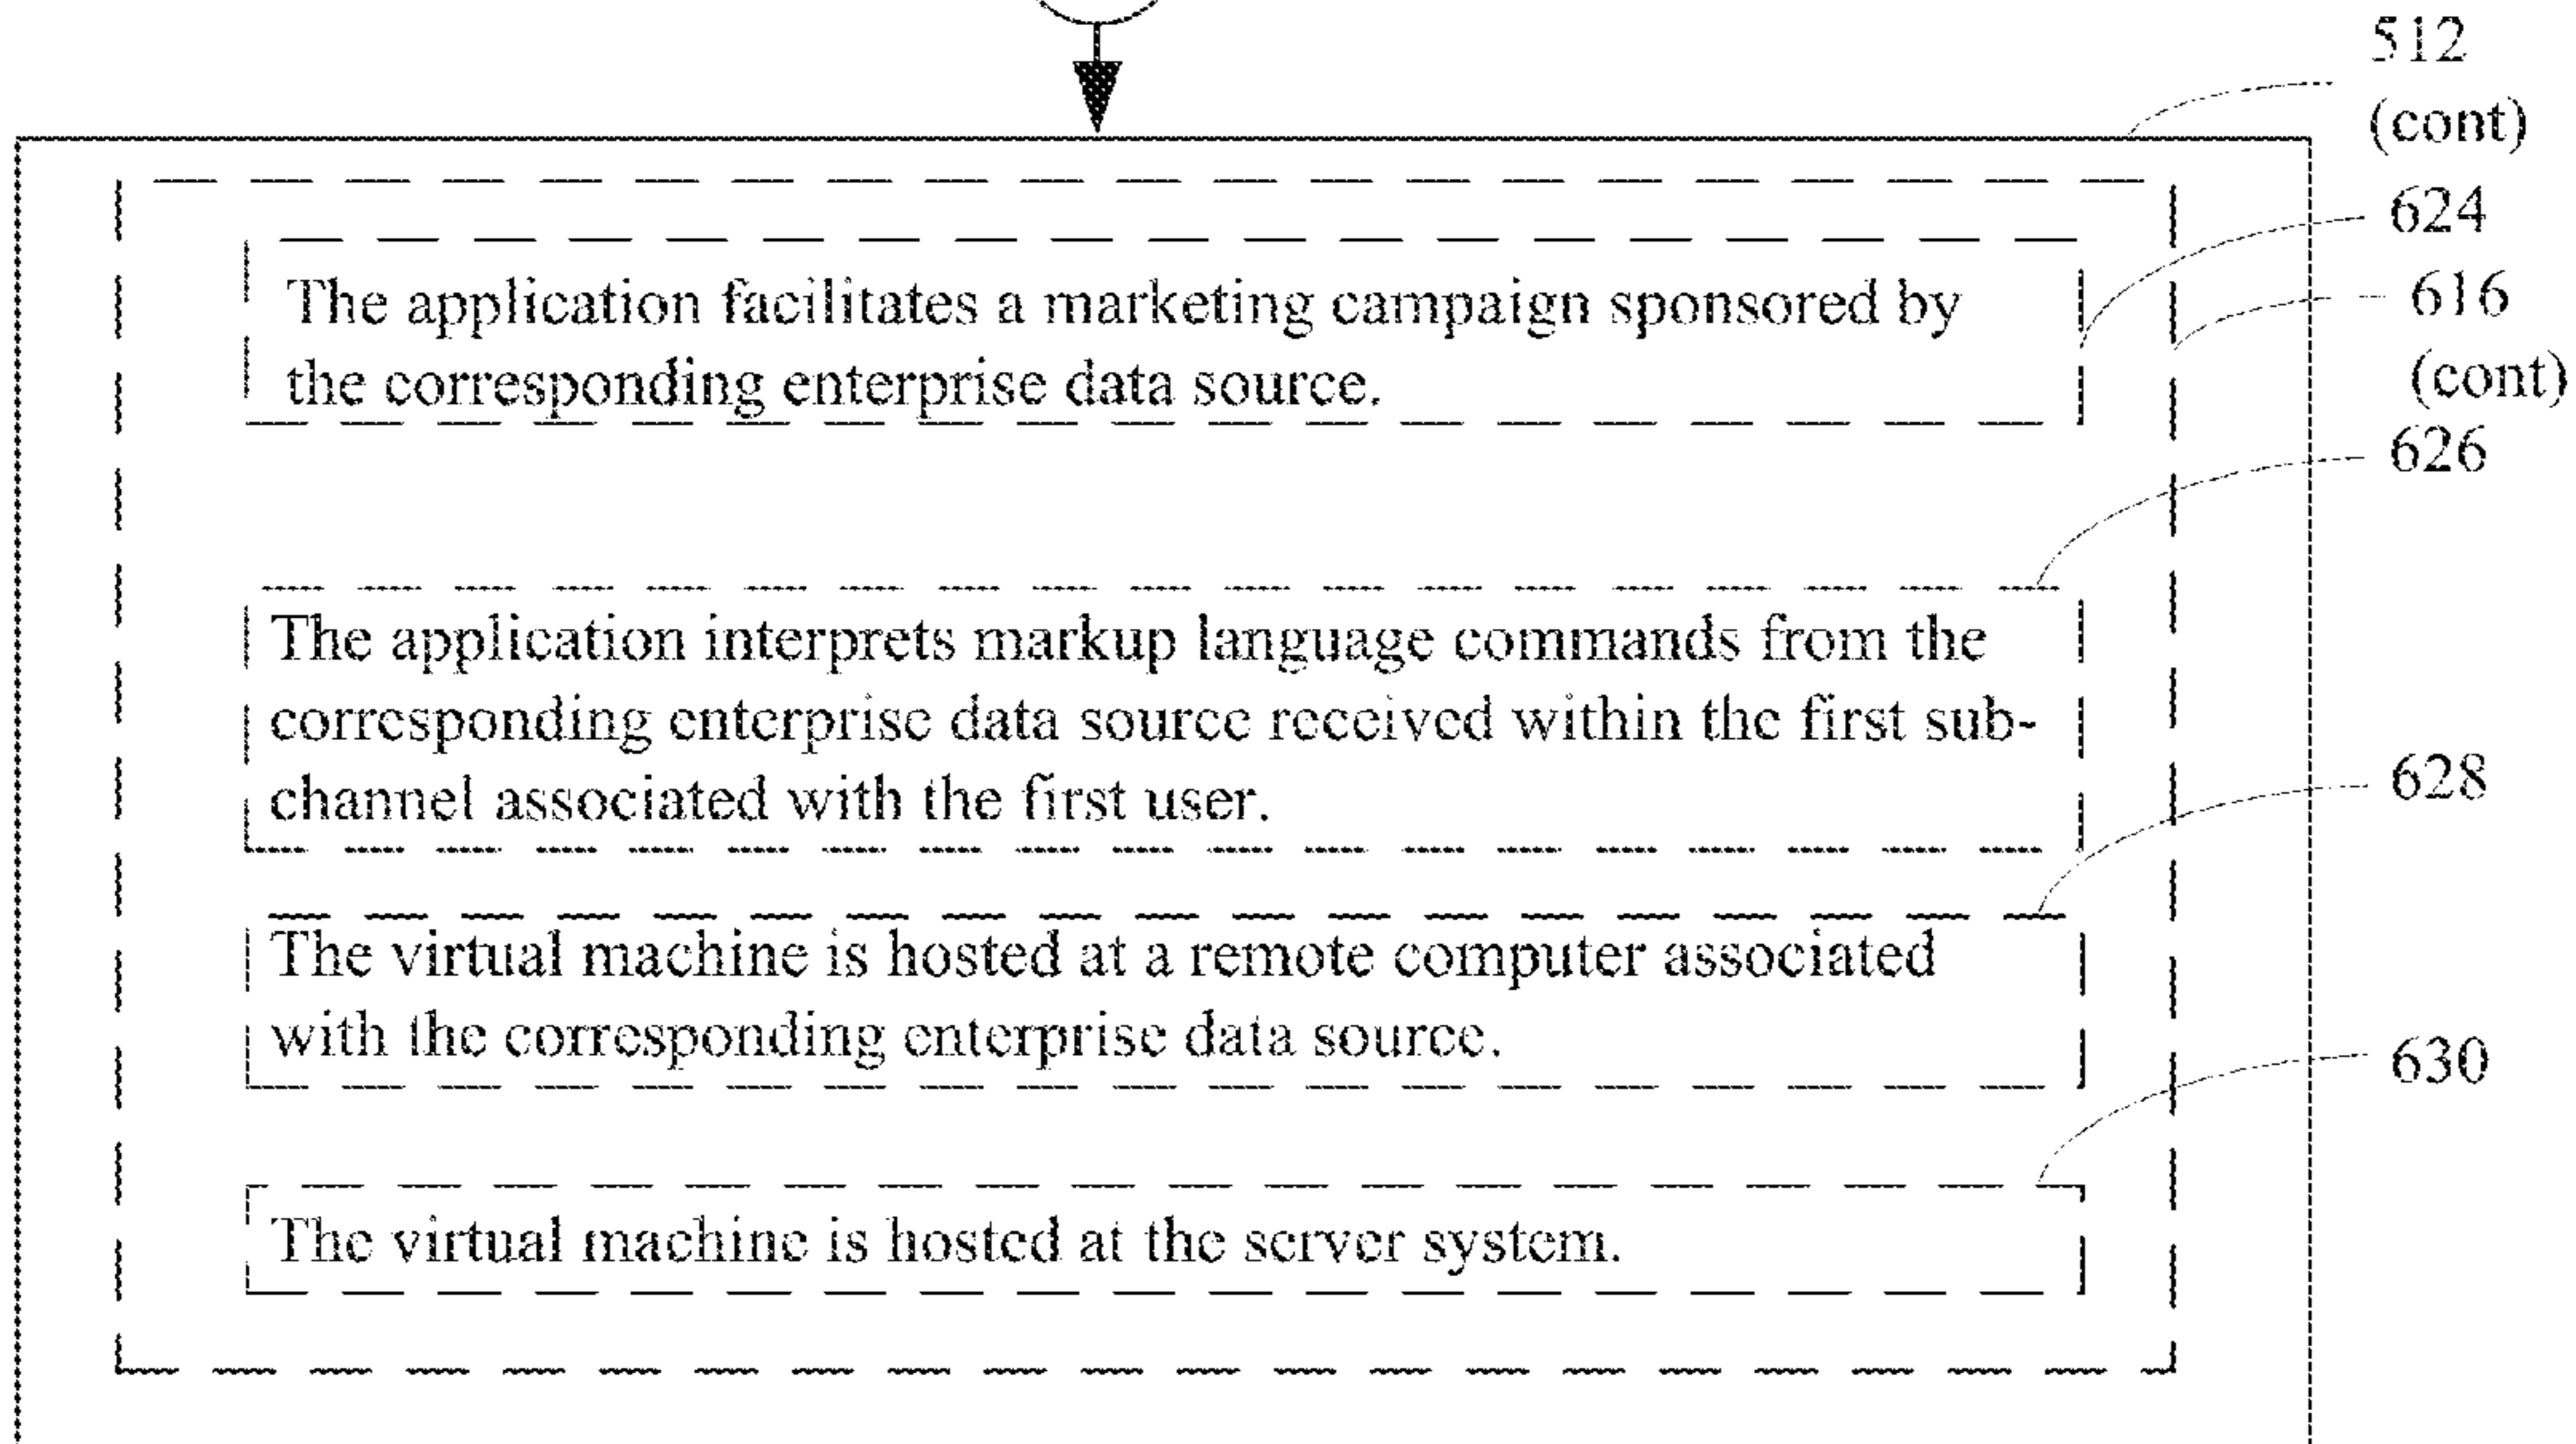 512
(cont)
624
The application facilitates a marketing campaign sponsored by
616
the corresponding enterprise data source.
(cont)
626
The application interprets markup language commands from the
corresponding enterprise data source received within the first sub-
channel associated with the first user.
628
The virtual machine is hosted at a remote computer associated
with the corresponding enterprise data source.
630
The virtual machine is hosted at the server system.